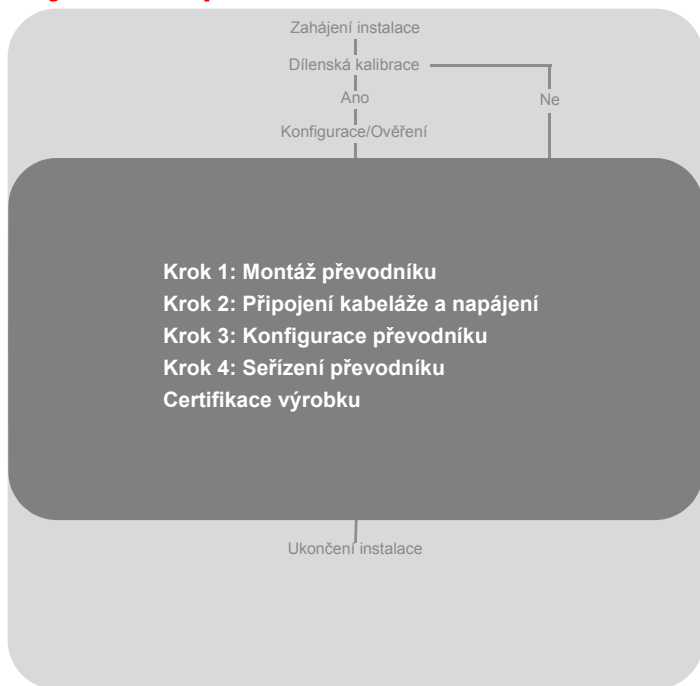 Zahájení instalace
Dílenská kalibrace
Ano
Ne
Konfigurace/Ověření
Krok 1: Montáž převodníku
Krok 2: Připojení kabeláže a napájení
Krok 3: Konfigurace převodníku
Krok 4: Seřízení převodníku
Certifikace výrobku
Ukončení instalace